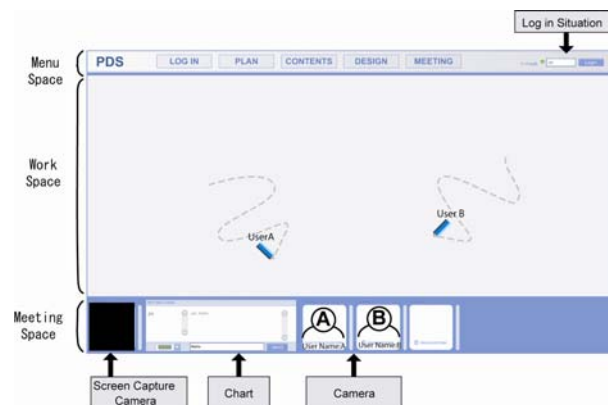 Log in Situation
Menu
Space
PDS
LOG IN
PLAN
CONTENTS
DESIGN
MEETING
Work
Space
User A
User B
Meeting
Space
A
B
User Name:A
User Name:B
Screen Capture
Camera
Chart
Camera